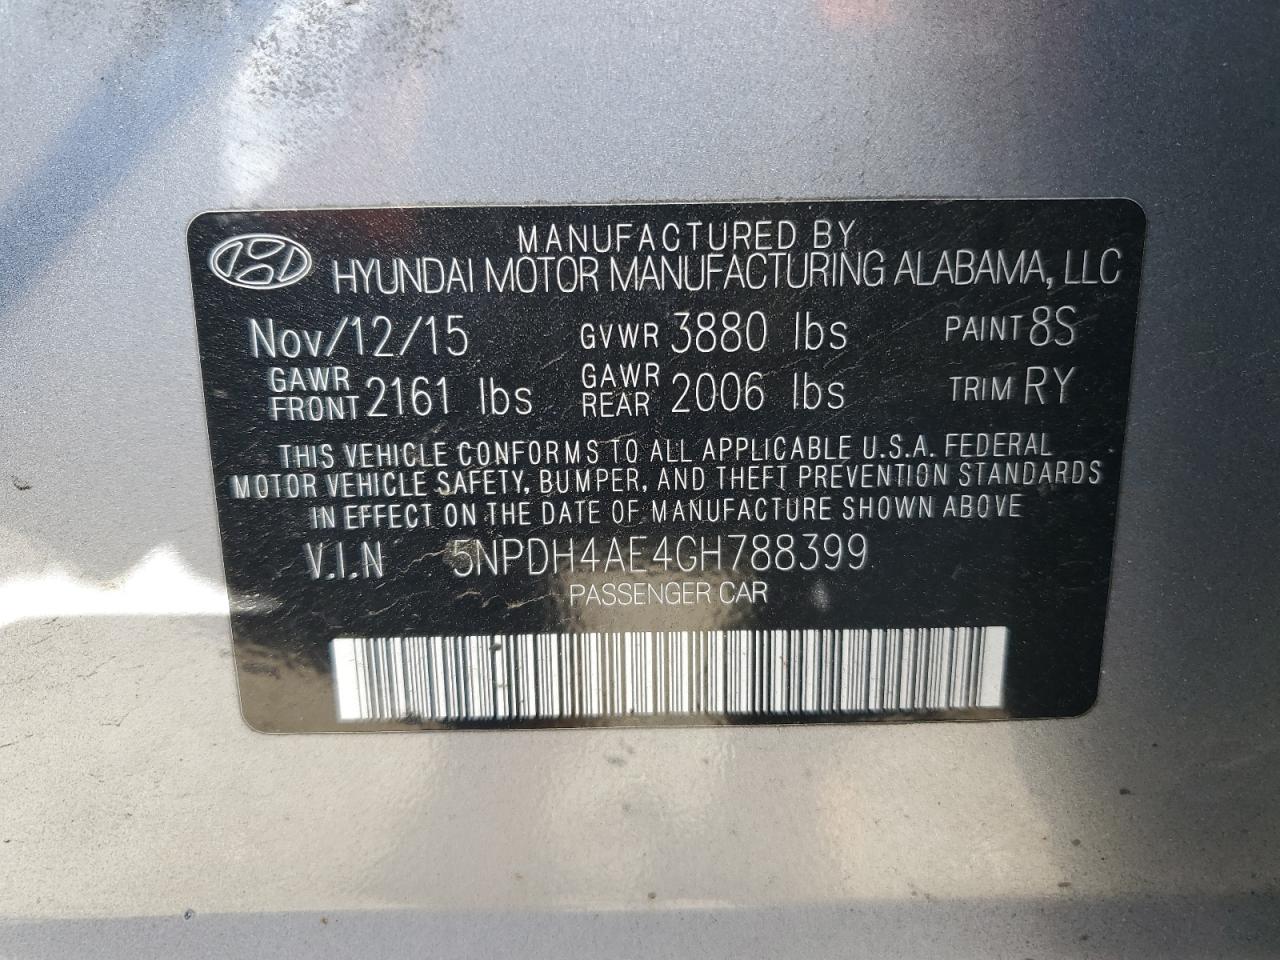 MANUFACTURED BY
HYUNDAI MOTOR MANUFACTURING ALABAMA, LLC
Nov/12/15 GVWR 3880 lbs PAINT 8S
GAWR FRONT 2161 lbs GAWR REAR 2006 lbs TRIM RY
THIS VEHICLE CONFORMS TO ALL APPLICABLE U.S.A. FEDERAL
MOTOR VEHICLE SAFETY, BUMPER, AND THEFT PREVENTION STANDARDS
IN EFFECT ON THE DATE OF MANUFACTURE SHOWN ABOVE
V.I.N 5NPDH4AE4GH788399
PASSENGER CAR